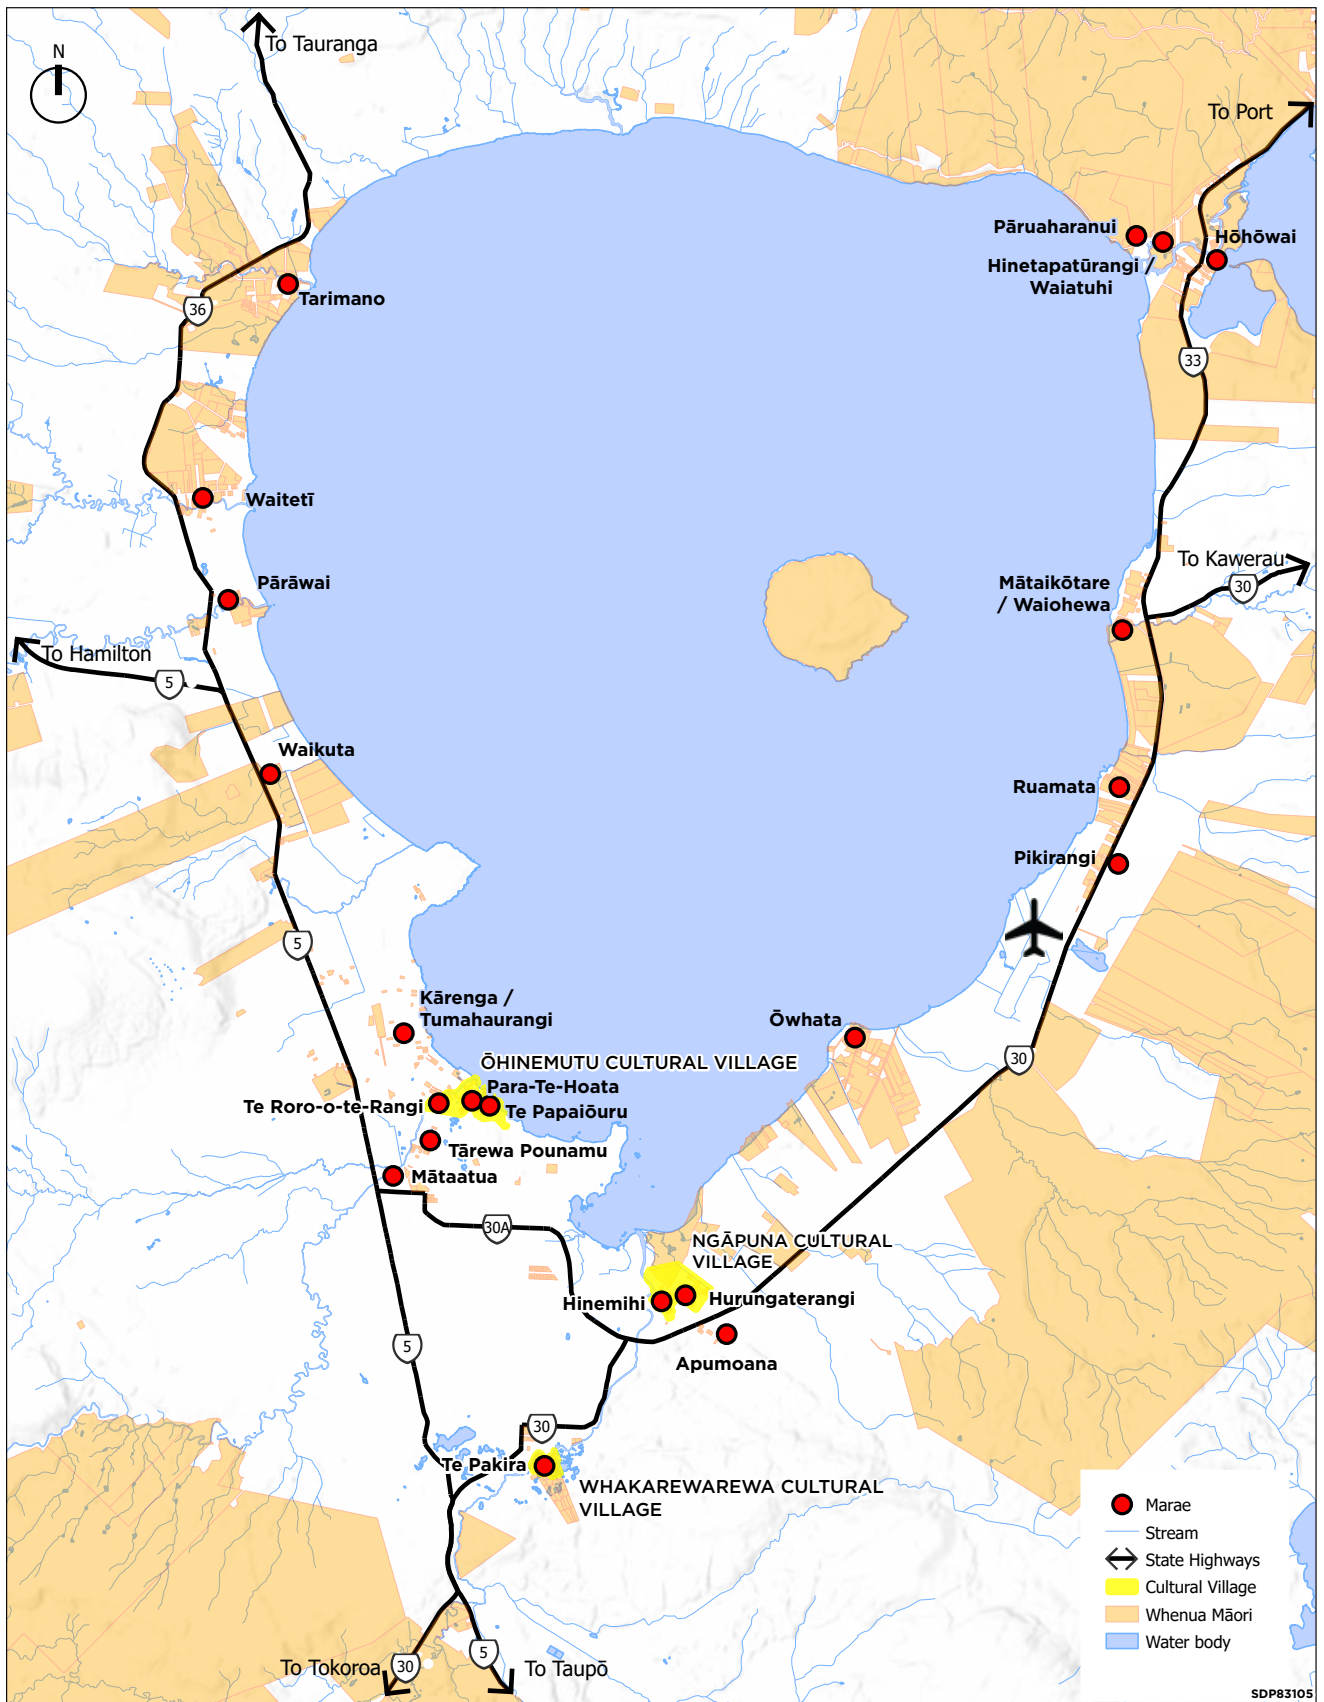 To Tauranga
N
To Port
Pāruaharanui
Hōhōwai
Hinetapatūrangi /
Waiatuhi
Tarimano
36
33
Waitetī
To Kawerau
30
Pārāwai
Mātaikōtare
/ Waiohewa
To Hamilton
5
Waikuta
Ruamata
Pikirangi
5
Kārenga /
Tumahaurangi
Ōwhata
30
ŌHINEMUTU CULTURAL VILLAGE
Para-Te-Hoata
Te Roro-o-te-Rangi
Te Papaiōuru
Tārewa Pounamu
Mātaatua
30A
NGĀPUNA CULTURAL
VILLAGE
Hinemihi
Hurungaterangi
5
Apumoana
30
Te Pakira
WHAKAREWAREWA CULTURAL
VILLAGE
Marae
Stream
State Highways
Cultural Village
Whenua Māori
Water body
To Tokoroa
30
5
To Taupō
SDP83105